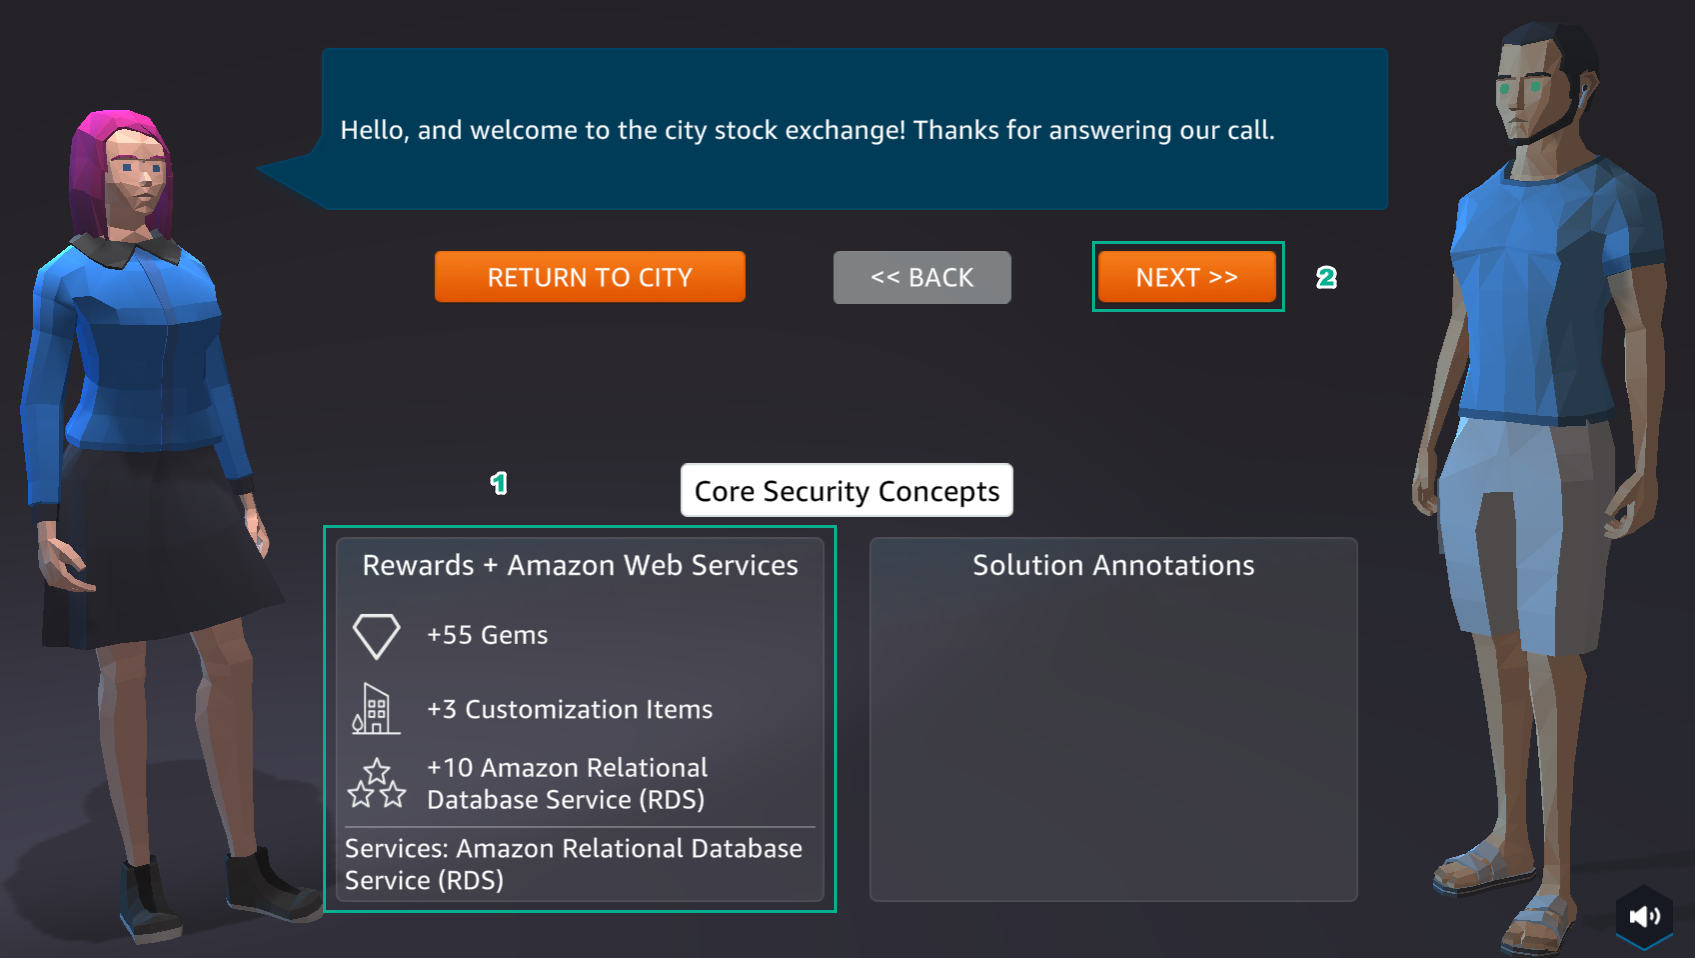 Hello, and welcome to the city stock exchange! Thanks for answering our call.
RETURN TO CITY
<< BACK
NEXT >>
2
1
Core Security Concepts
Rewards + Amazon Web Services
+55 Gems
+3 Customization Items
+10 Amazon Relational
Database Service (RDS)
Services: Amazon Relational Database
Service (RDS)
Solution Annotations